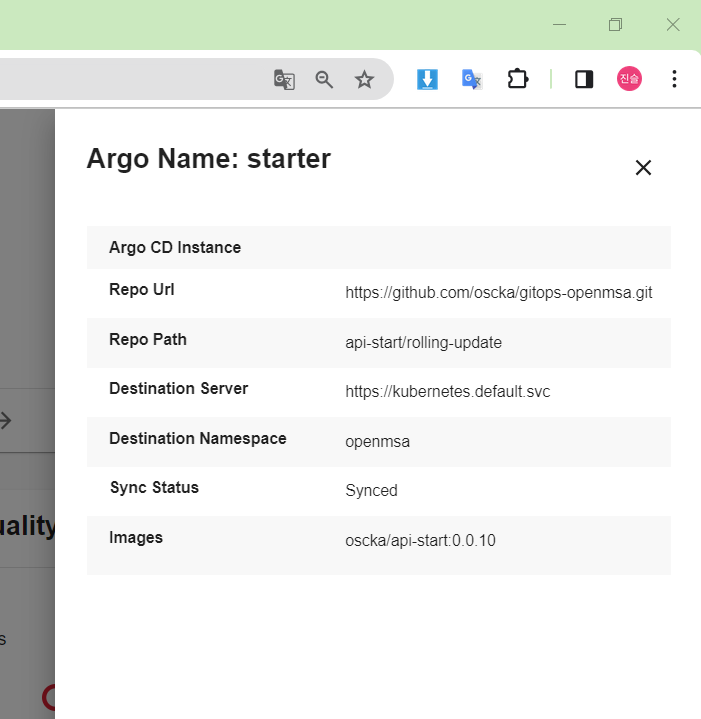 진슬
Argo Name: starter
Argo CD Instance
Repo Url
https://github.com/oscka/gitops-openmsa.git
Repo Path
api-start/rolling-update
Destination Server
https://kubernetes.default.svc
Destination Namespace
openmsa
Sync Status
Synced
Images
oscka/api-start:0.0.10
uality
s